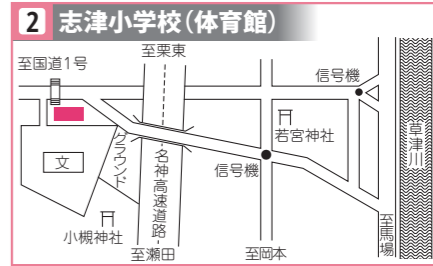 2 志津小学校(体育館)
至栗東
至国道1号
信号機
若宮神社
草津川
文
グラウンド
名神高速道路
信号機
小槻神社
至馬場
至瀬田
至岡本